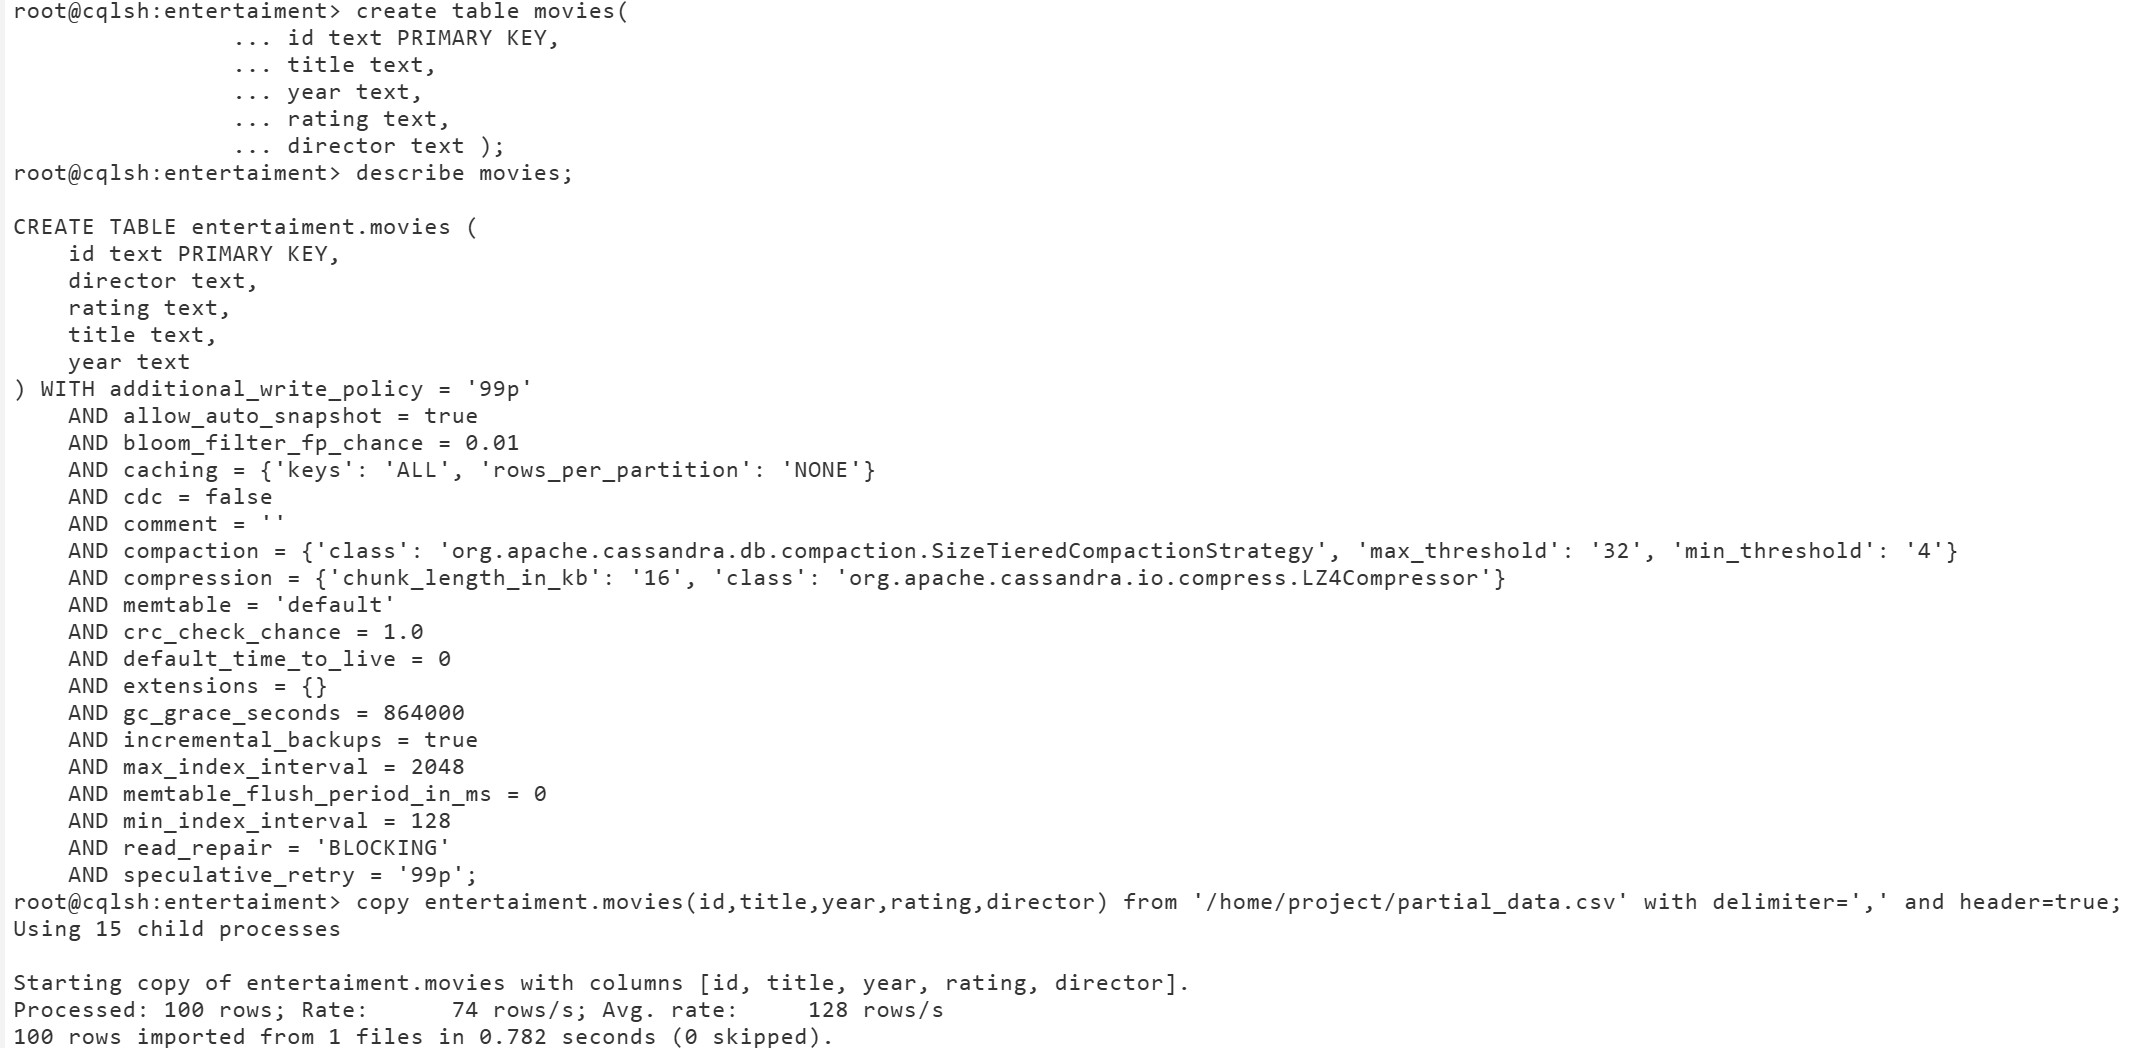 root@cqlsh:entertaiment> create table movies(
                ... id text PRIMARY KEY,
                ... title text,
                ... year text,
                ... rating text,
                ... director text );
root@cqlsh:entertaiment> describe movies;

CREATE TABLE entertaiment.movies (
    id text PRIMARY KEY,
    director text,
    rating text,
    title text,
    year text
) WITH additional_write_policy = '99p'
    AND allow_auto_snapshot = true
    AND bloom_filter_fp_chance = 0.01
    AND caching = {'keys': 'ALL', 'rows_per_partition': 'NONE'}
    AND cdc = false
    AND comment = ''
    AND compaction = {'class': 'org.apache.cassandra.db.compaction.SizeTieredCompactionStrategy', 'max_threshold': '32', 'min_threshold': '4'}
    AND compression = {'chunk_length_in_kb': '16', 'class': 'org.apache.cassandra.io.compress.LZ4Compressor'}
    AND memtable = 'default'
    AND crc_check_chance = 1.0
    AND default_time_to_live = 0
    AND extensions = {}
    AND gc_grace_seconds = 864000
    AND incremental_backups = true
    AND max_index_interval = 2048
    AND memtable_flush_period_in_ms = 0
    AND min_index_interval = 128
    AND read_repair = 'BLOCKING'
    AND speculative_retry = '99p';
root@cqlsh:entertaiment> copy entertaiment.movies(id,title,year,rating,director) from '/home/project/partial_data.csv' with delimiter=',' and header=true;
Using 15 child processes

Starting copy of entertaiment.movies with columns [id, title, year, rating, director].
Processed: 100 rows; Rate:      74 rows/s; Avg. rate:     128 rows/s
100 rows imported from 1 files in 0.782 seconds (0 skipped).